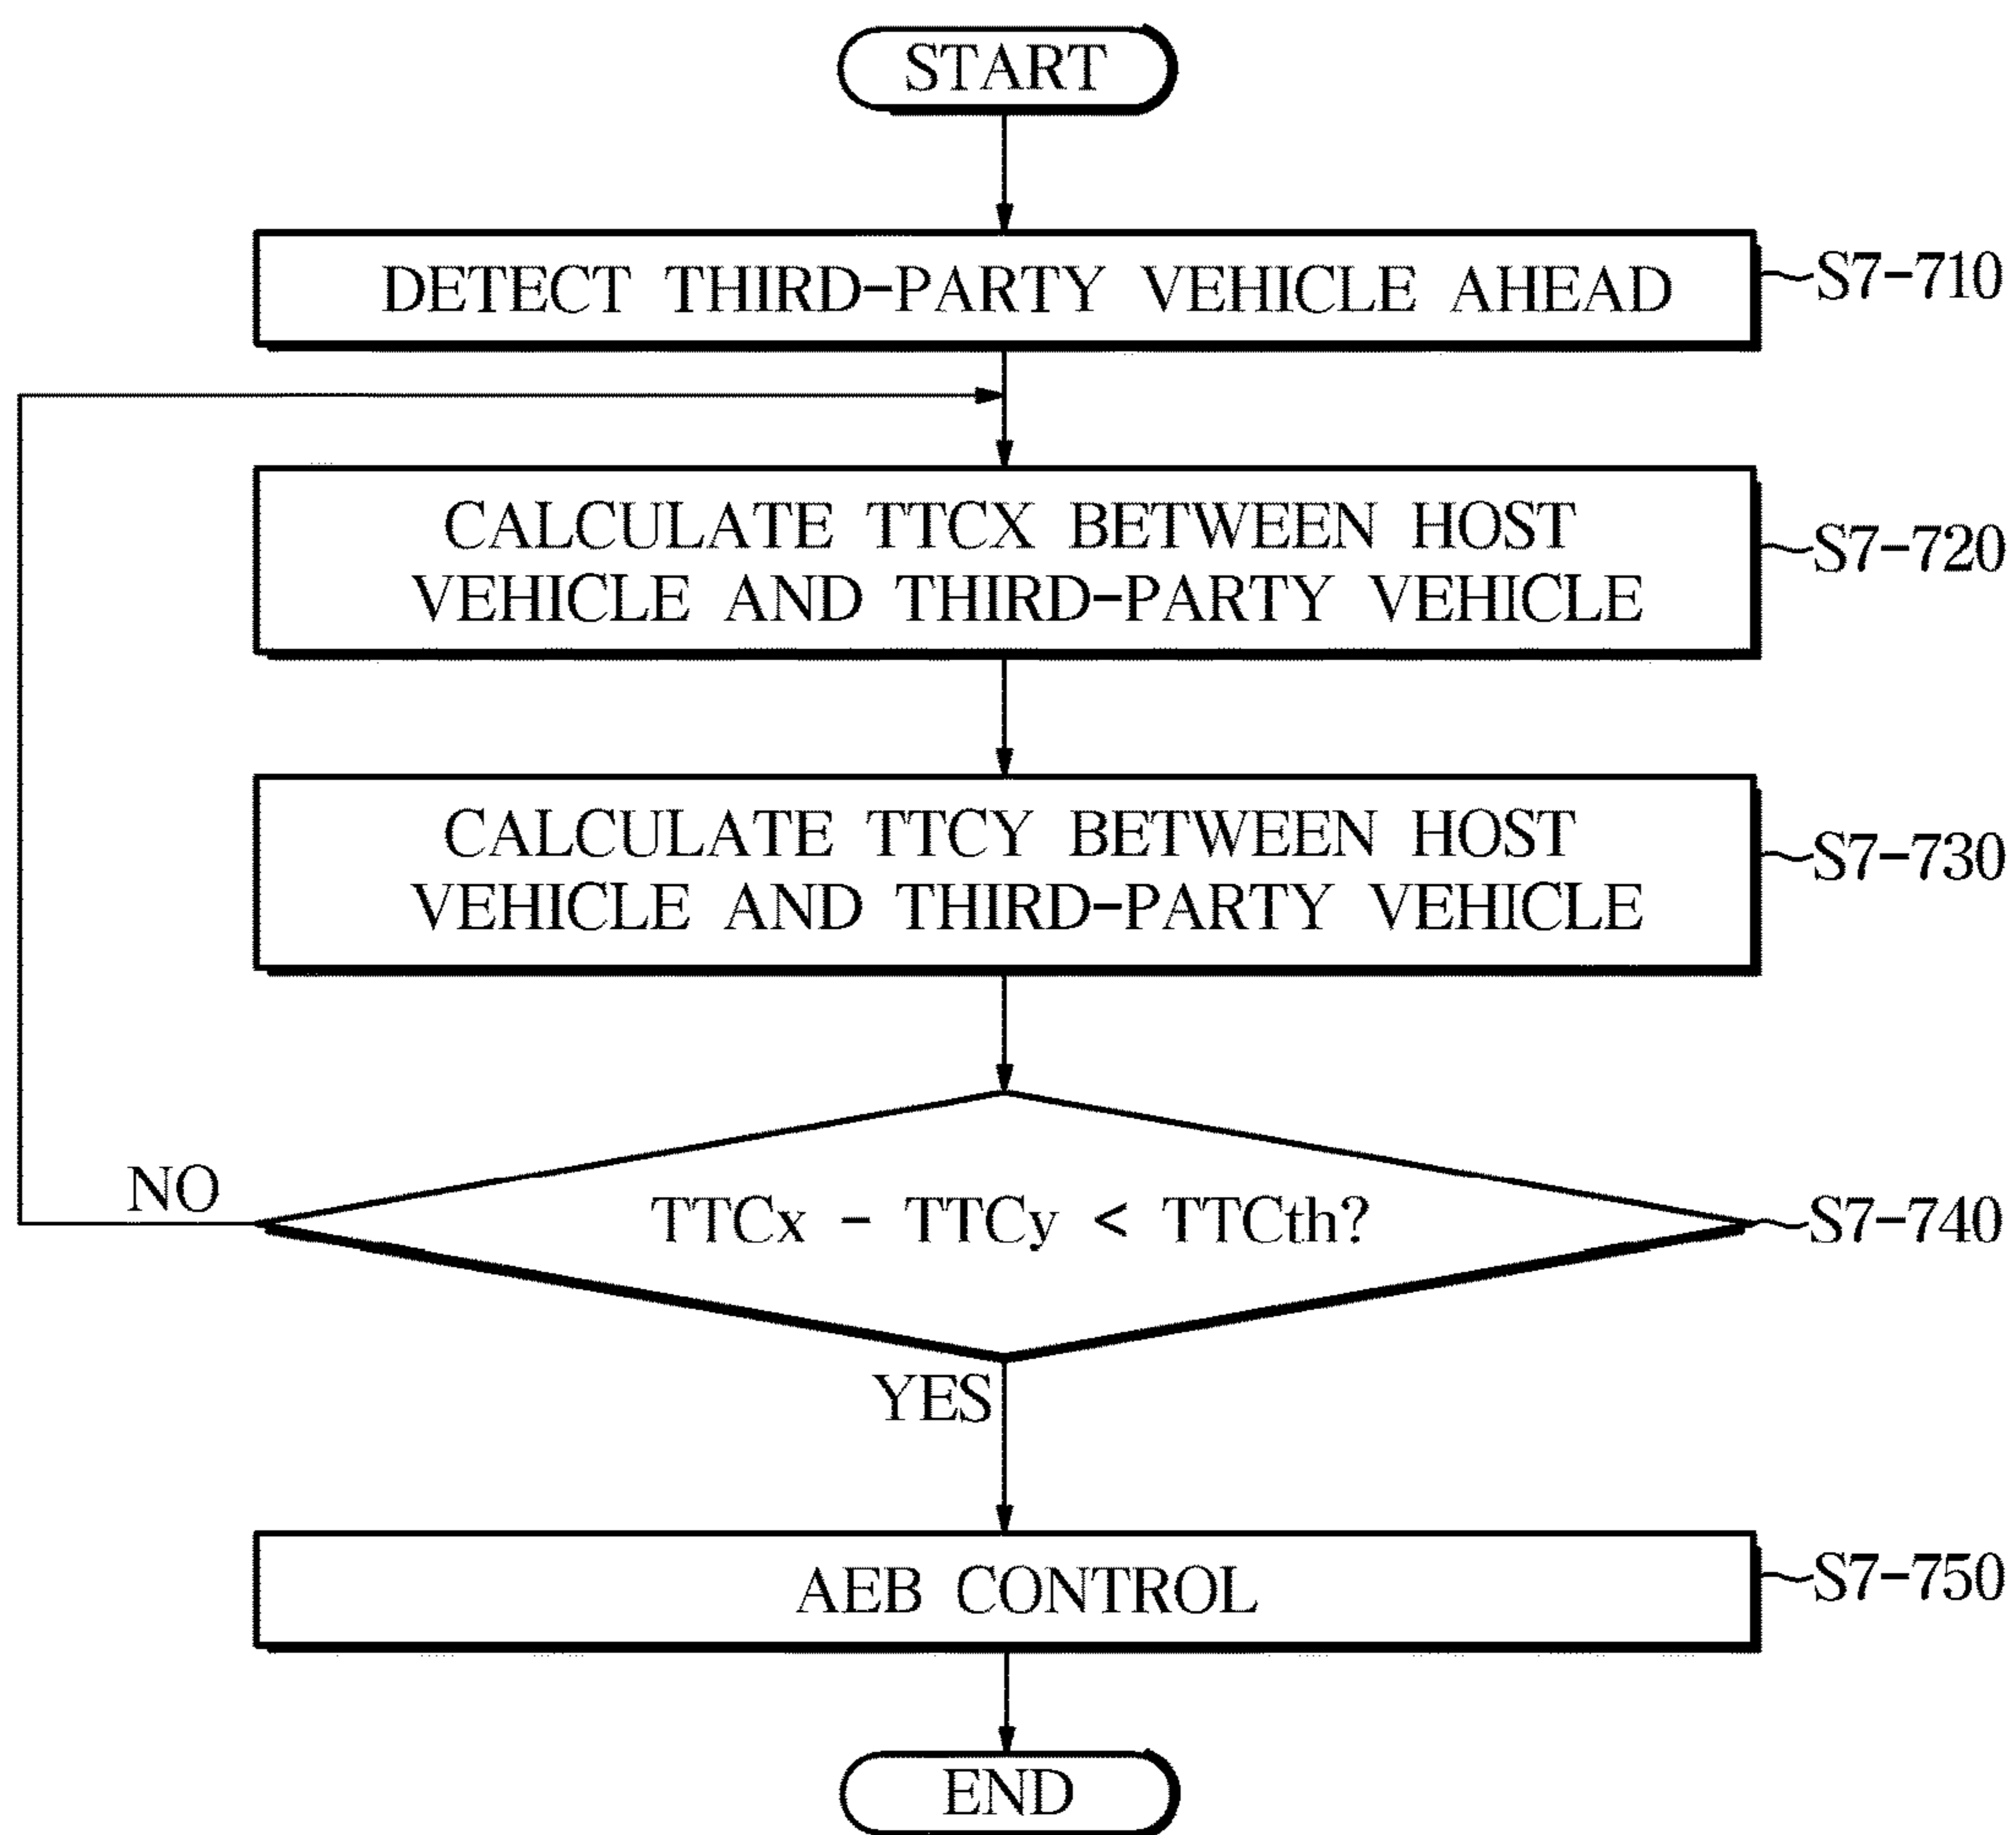 START
DETECT THIRD-PARTY VEHICLE AHEAD
S7-710
CALCULATE TTCX BETWEEN HOST
VEHICLE AND THIRD-PARTY VEHICLE
S7-720
CALCULATE TTCY BETWEEN HOST
VEHICLE AND THIRD-PARTY VEHICLE
S7-730
NO
TTCx - TTCy < TTCth?
S7-740
YES
AEB CONTROL
S7-750
END